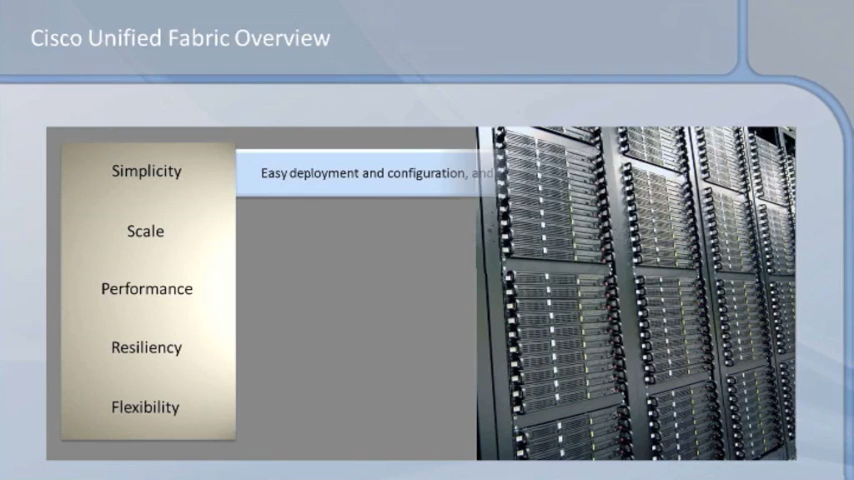 Cisco Unified Fabric Overview
Simplicity
Easy deployment and configuration, and
Scale
Performance
Resiliency
Flexibility